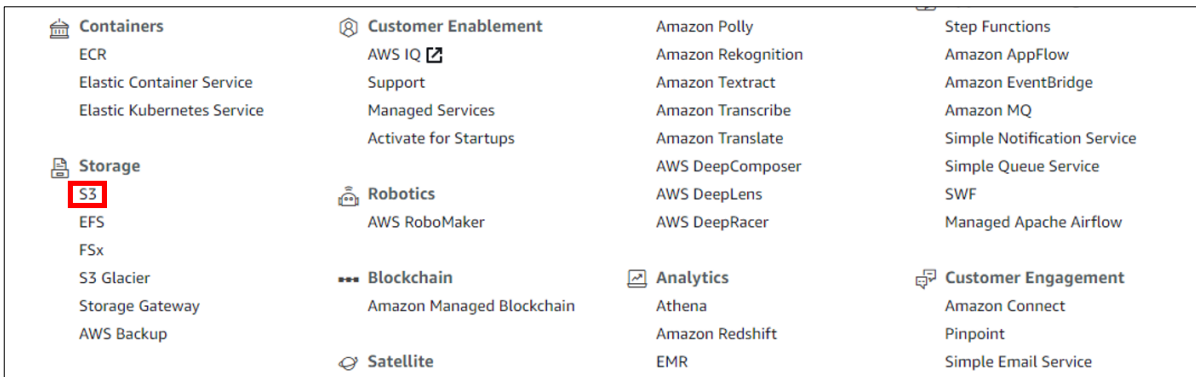 Containers
ECR
Elastic Container Service
Elastic Kubernetes Service
Storage
S3
EFS
FSx
S3 Glacier
Storage Gateway
AWS Backup
Customer Enablement
AWS IQ
Support
Managed Services
Activate for Startups
Robotics
AWS RoboMaker
Blockchain
Amazon Managed Blockchain
Satellite
Amazon Polly
Amazon Rekognition
Amazon Textract
Amazon Transcribe
Amazon Translate
AWS DeepComposer
AWS DeepLens
AWS DeepRacer
Analytics
Athena
Amazon Redshift
EMR
Step Functions
Amazon AppFlow
Amazon EventBridge
Amazon MQ
Simple Notification Service
Simple Queue Service
SWF
Managed Apache Airflow
Customer Engagement
Amazon Connect
Pinpoint
Simple Email Service